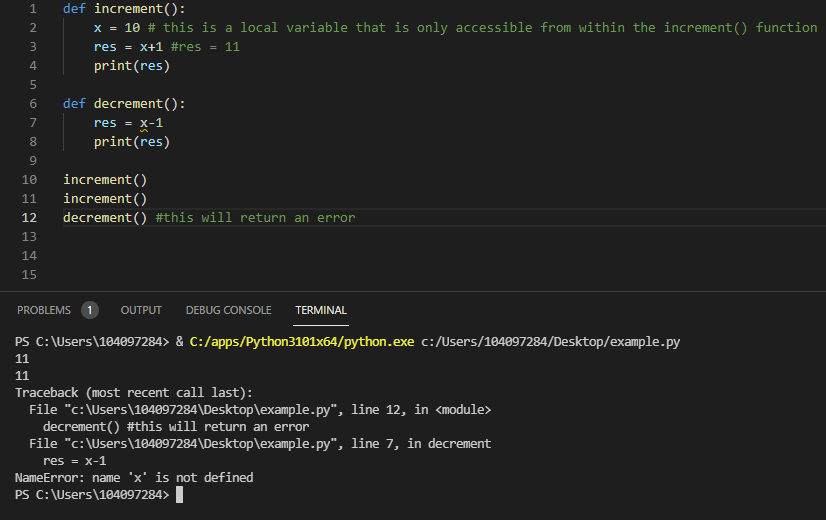 1 def increment():
2 x = 10 # this is a local variable that is only accessible from within the increment() function
3 res = x+1 #res = 11
4 print(res)
5
6 def decrement():
7 res = x-1
8 print(res)
9
10 increment()
11 increment()
12 decrement() #this will return an error
13
14
15
PROBLEMS 1 OUTPUT DEBUG CONSOLE TERMINAL
PS C:\Users\104097284> & C:/apps/Python3101x64/python.exe c:/Users/104097284/Desktop/example.py
11
11
Traceback (most recent call last):
File "c:\Users\104097284\Desktop\example.py", line 12, in <module>
decrement() #this will return an error
File "c:\Users\104097284\Desktop\example.py", line 7, in decrement
res = x-1
NameError: name 'x' is not defined
PS C:\Users\104097284>